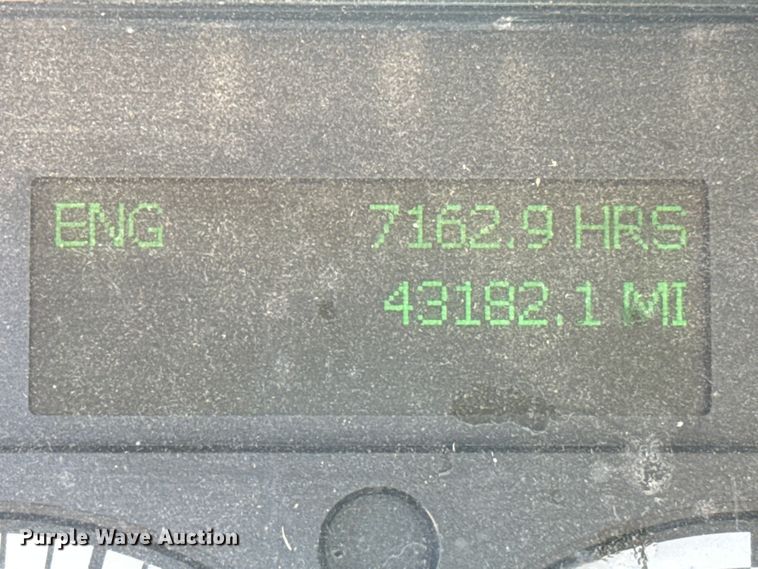 ENG 7162.9 HRS
43182.1 MI
Purple Wave Auction